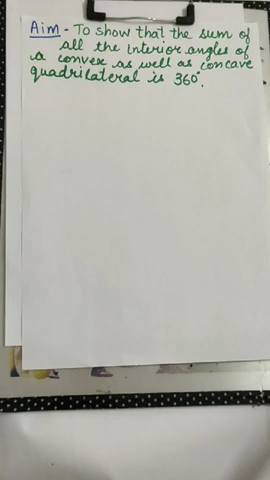 Aim - To show that the sum of
all the interior angles of
a convex as well as concave
quadrilateral is 360°.